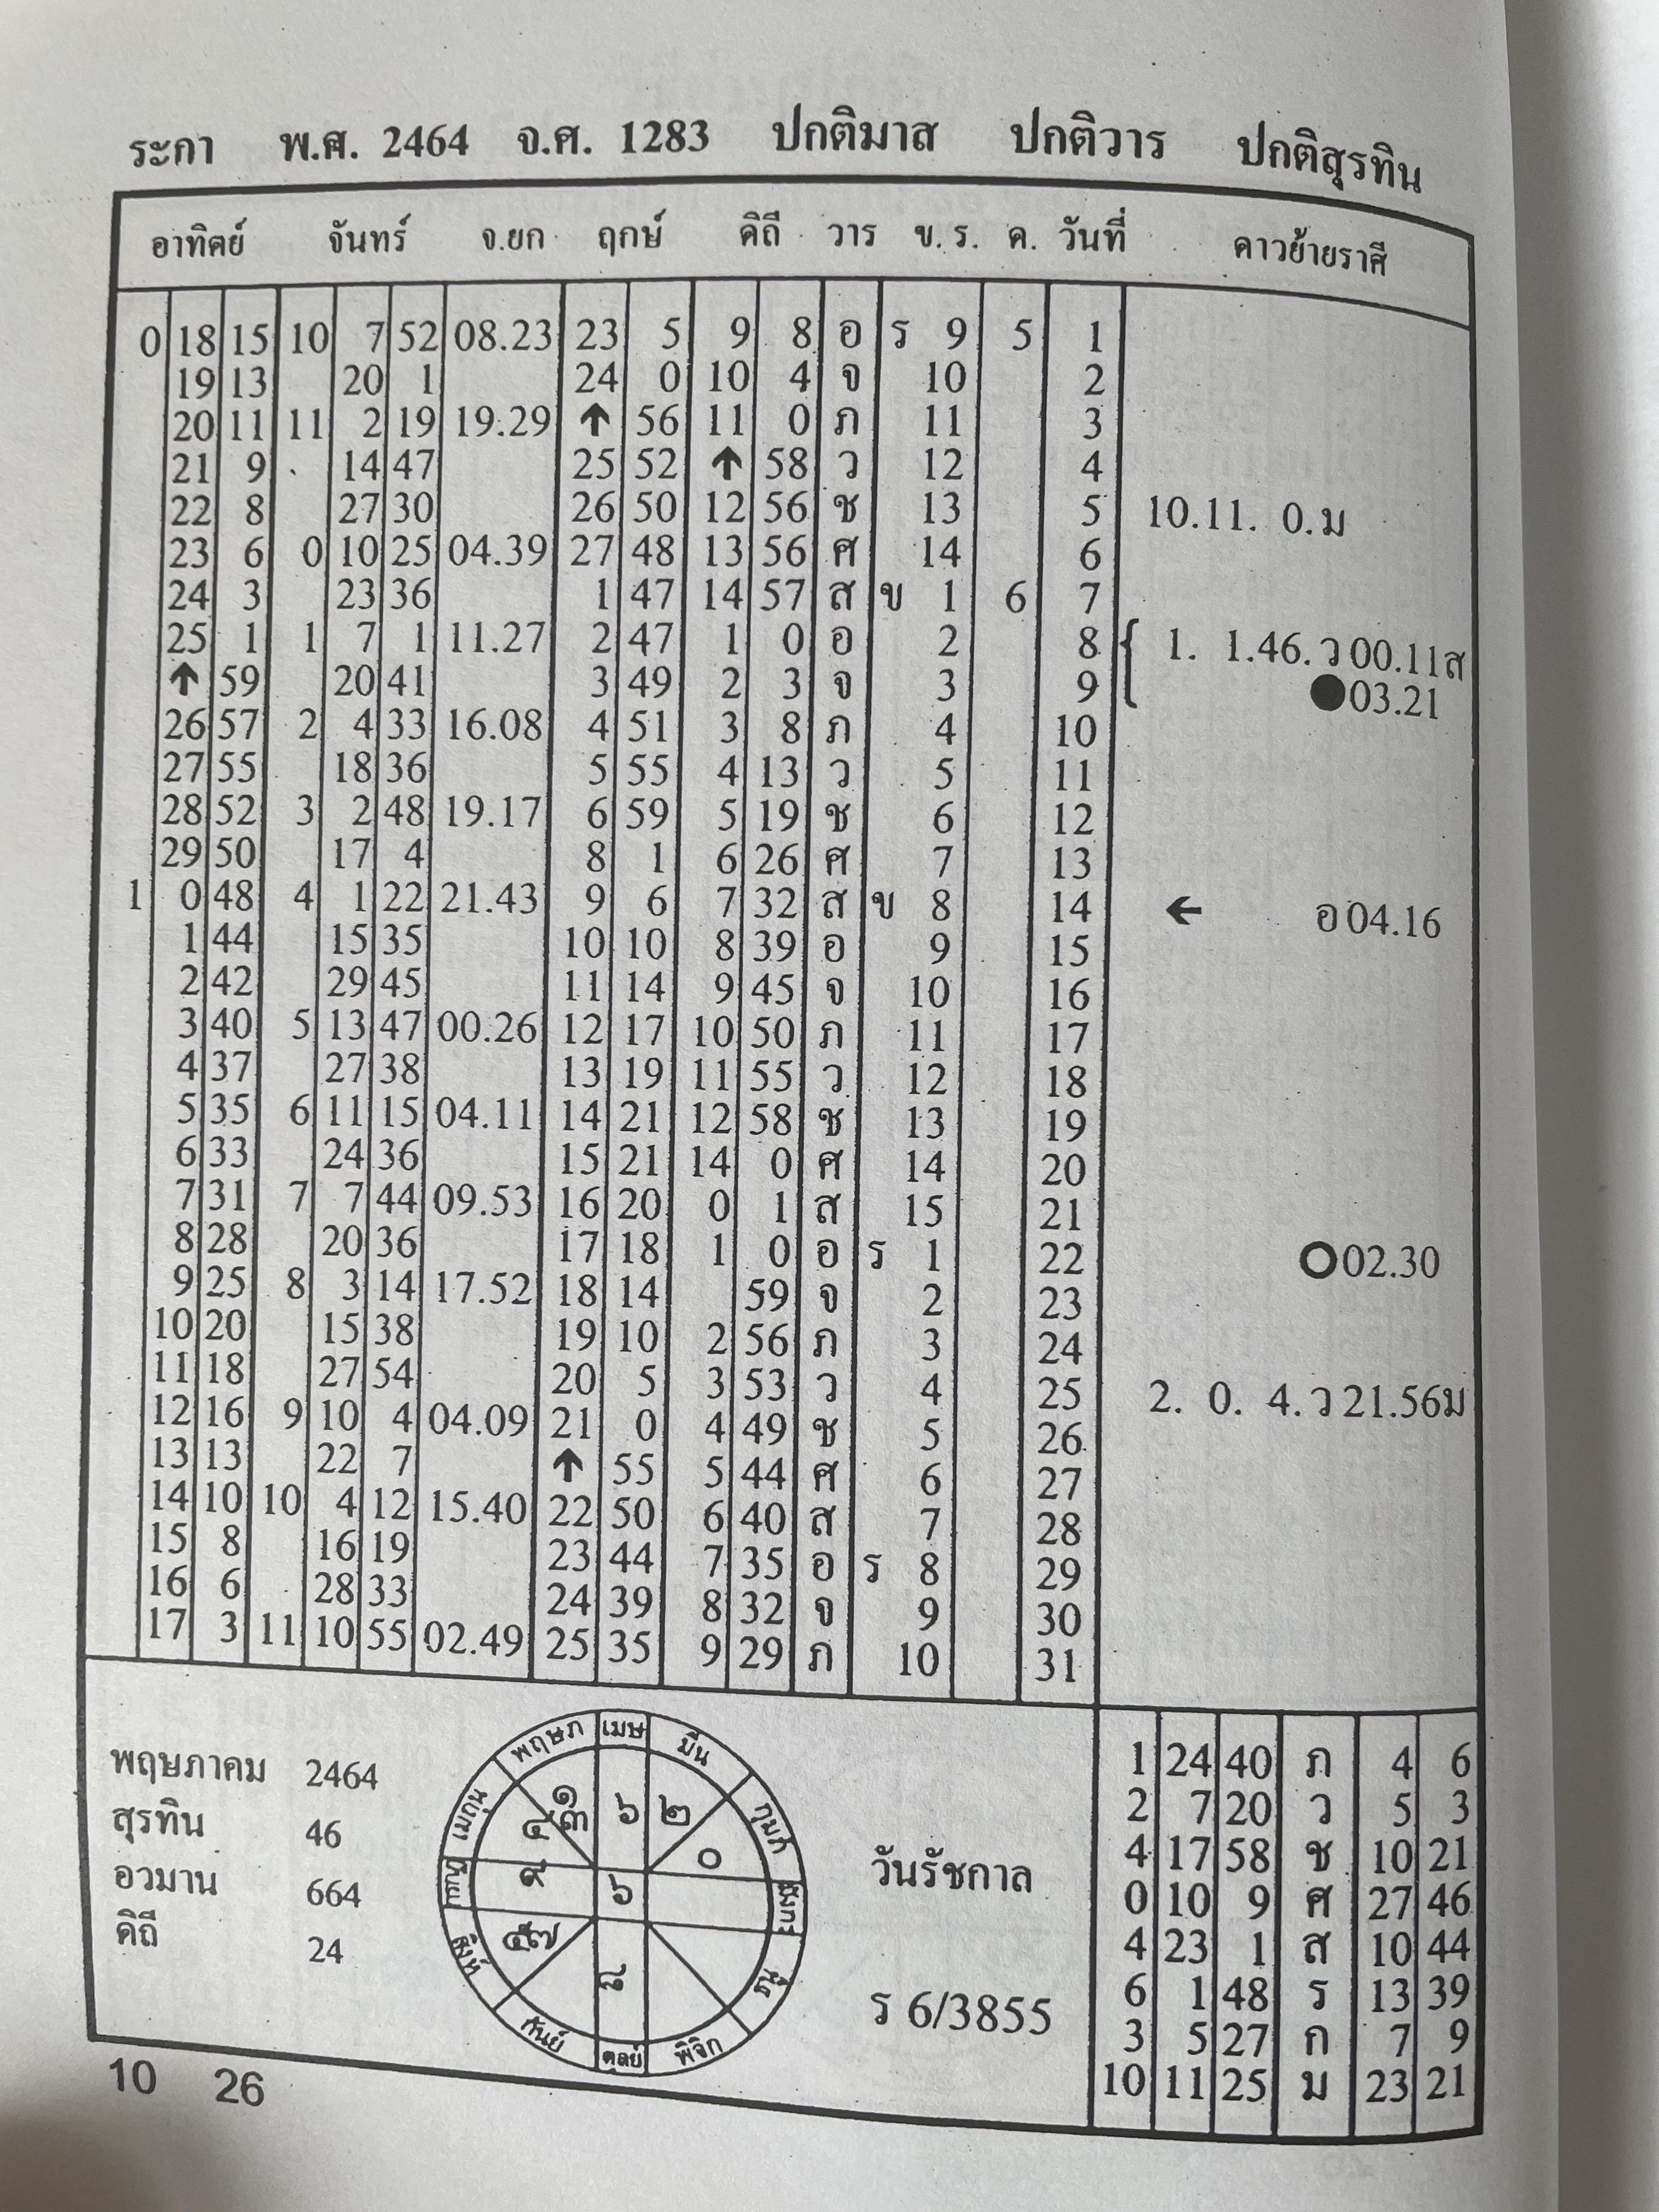 ระกา พ.ศ. 2464 จ.ศ. 1283 ปกติมาส ปกติวาร ปกติสุรทิน
อาทิตย์ จันทร์ จ.ยก ฤกษ์ ดิถี วาร ข.ร. ค. วันที่ ดาวย้ายราศี
0 18 15 10 7 52 08.23 23 5 9 8 อ ร 9 5 1
19 13 20 1 24 0 10 4 จ 10 2
20 11 11 2 19 19.29 ↑ 56 11 0 ภ 11 3
21 9 14 47 25 52 ↑ 58 ว 12 4
22 8 27 30 26 50 12 56 ช 13 5 10.11. 0.ม
23 6 0 10 25 04.39 27 48 13 56 ศ 14 6
24 3 23 36 1 47 14 57 ส ข 1 6 7
25 1 1 7 1 11.27 2 47 1 0 อ 2 8 { 1. 1.46. ว 00.11ส
↑ 59 20 41 3 49 2 3 จ 3 9 ●03.21
26 57 2 4 33 16.08 4 51 3 8 ภ 4 10
27 55 18 36 5 55 4 13 ว 5 11
28 52 3 2 48 19.17 6 59 5 19 ช 6 12
29 50 17 4 8 1 6 26 ศ 7 13
1 0 48 4 1 22 21.43 9 6 7 32 ส ข 8 14 ← อ 04.16
1 44 15 35 10 10 8 39 อ 9 15
2 42 29 45 11 14 9 45 จ 10 16
3 40 5 13 47 00.26 12 17 10 50 ภ 11 17
4 37 27 38 13 19 11 55 ว 12 18
5 35 6 11 15 04.11 14 21 12 58 ช 13 19
6 33 24 36 15 21 14 0 ศ 14 20
7 31 7 7 44 09.53 16 20 0 1 ส 15 21
8 28 20 36 17 18 1 0 อ ร 1 22 ○02.30
9 25 8 3 14 17.52 18 14 59 จ 2 23
10 20 15 38 19 10 2 56 ภ 3 24
11 18 27 54 20 5 3 53 ว 4 25 2. 0. 4. ว 21.56ม
12 16 9 10 4 04.09 21 0 4 49 ช 5 26
13 13 22 7 ↑ 55 5 44 ศ 6 27
14 10 10 4 12 15.40 22 50 6 40 ส 7 28
15 8 16 19 23 44 7 35 อ ร 8 29
16 6 28 33 24 39 8 32 จ 9 30
17 3 11 10 55 02.49 25 35 9 29 ภ 10 31
พฤษภาคม 2464
สุรทิน 46
อวมาน 664
ดิถี 24
พฤษภ เมษ มีน
เมถุน กุมภ์
กรกฎ มังกร
สิงห์ ธนู
กันย์ ตุลย์ พิจิก
๑ ๓ ๔ ๖ ๒
๙ ๖ ๐
๕๗ ณ
วันรัชกาล
ร 6/3855
1 24 40 ภ 4 6
2 7 20 ว 5 3
4 17 58 ช 10 21
0 10 9 ศ 27 46
4 23 1 ส 10 44
6 1 48 ร 13 39
3 5 27 ก 7 9
10 11 25 ม 23 21
10 26